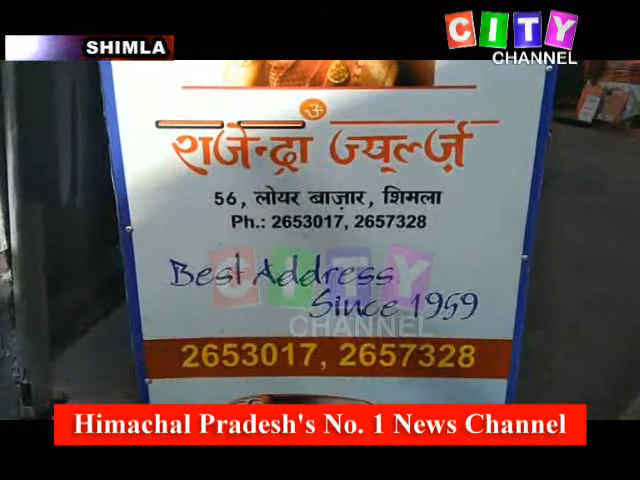 SHIMLA
CITY
CHANNEL
ॐ
राजेन्द्रा ज्यूलर्ज़
56, लोयर बाज़ार, शिमला
Ph.: 2653017, 2657328
Best Address
Since 1959
CITY
CHANNEL
2653017, 2657328
Himachal Pradesh's No. 1 News Channel